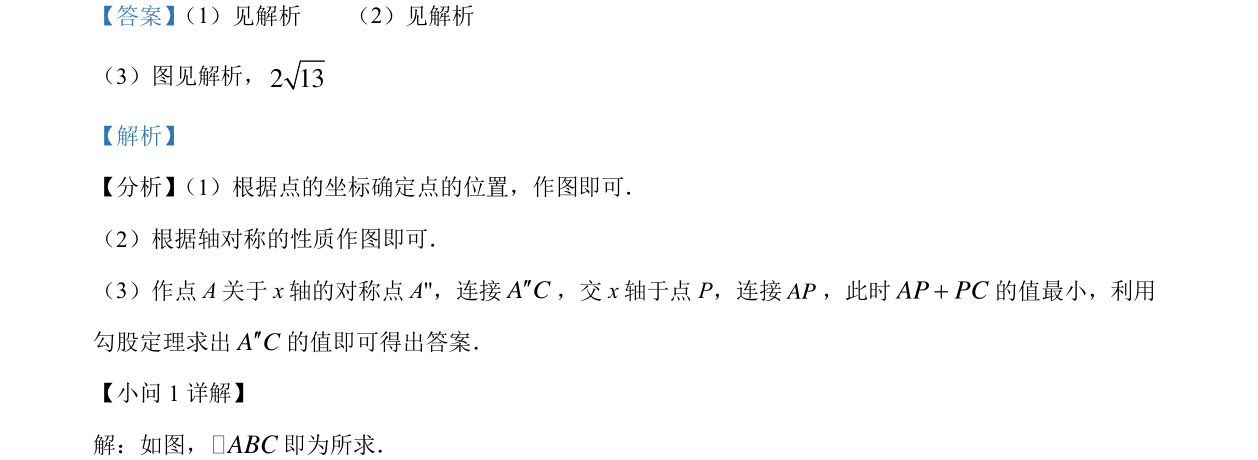 【答案】（1）见解析　　（2）见解析
（3）图见解析，2√13
【解析】
【分析】（1）根据点的坐标确定点的位置，作图即可．
（2）根据轴对称的性质作图即可．
（3）作点 A 关于 x 轴的对称点 A"，连接 A″C，交 x 轴于点 P，连接 AP，此时 AP + PC 的值最小，利用
勾股定理求出 A″C 的值即可得出答案．
【小问 1 详解】
解：如图，□ABC 即为所求．